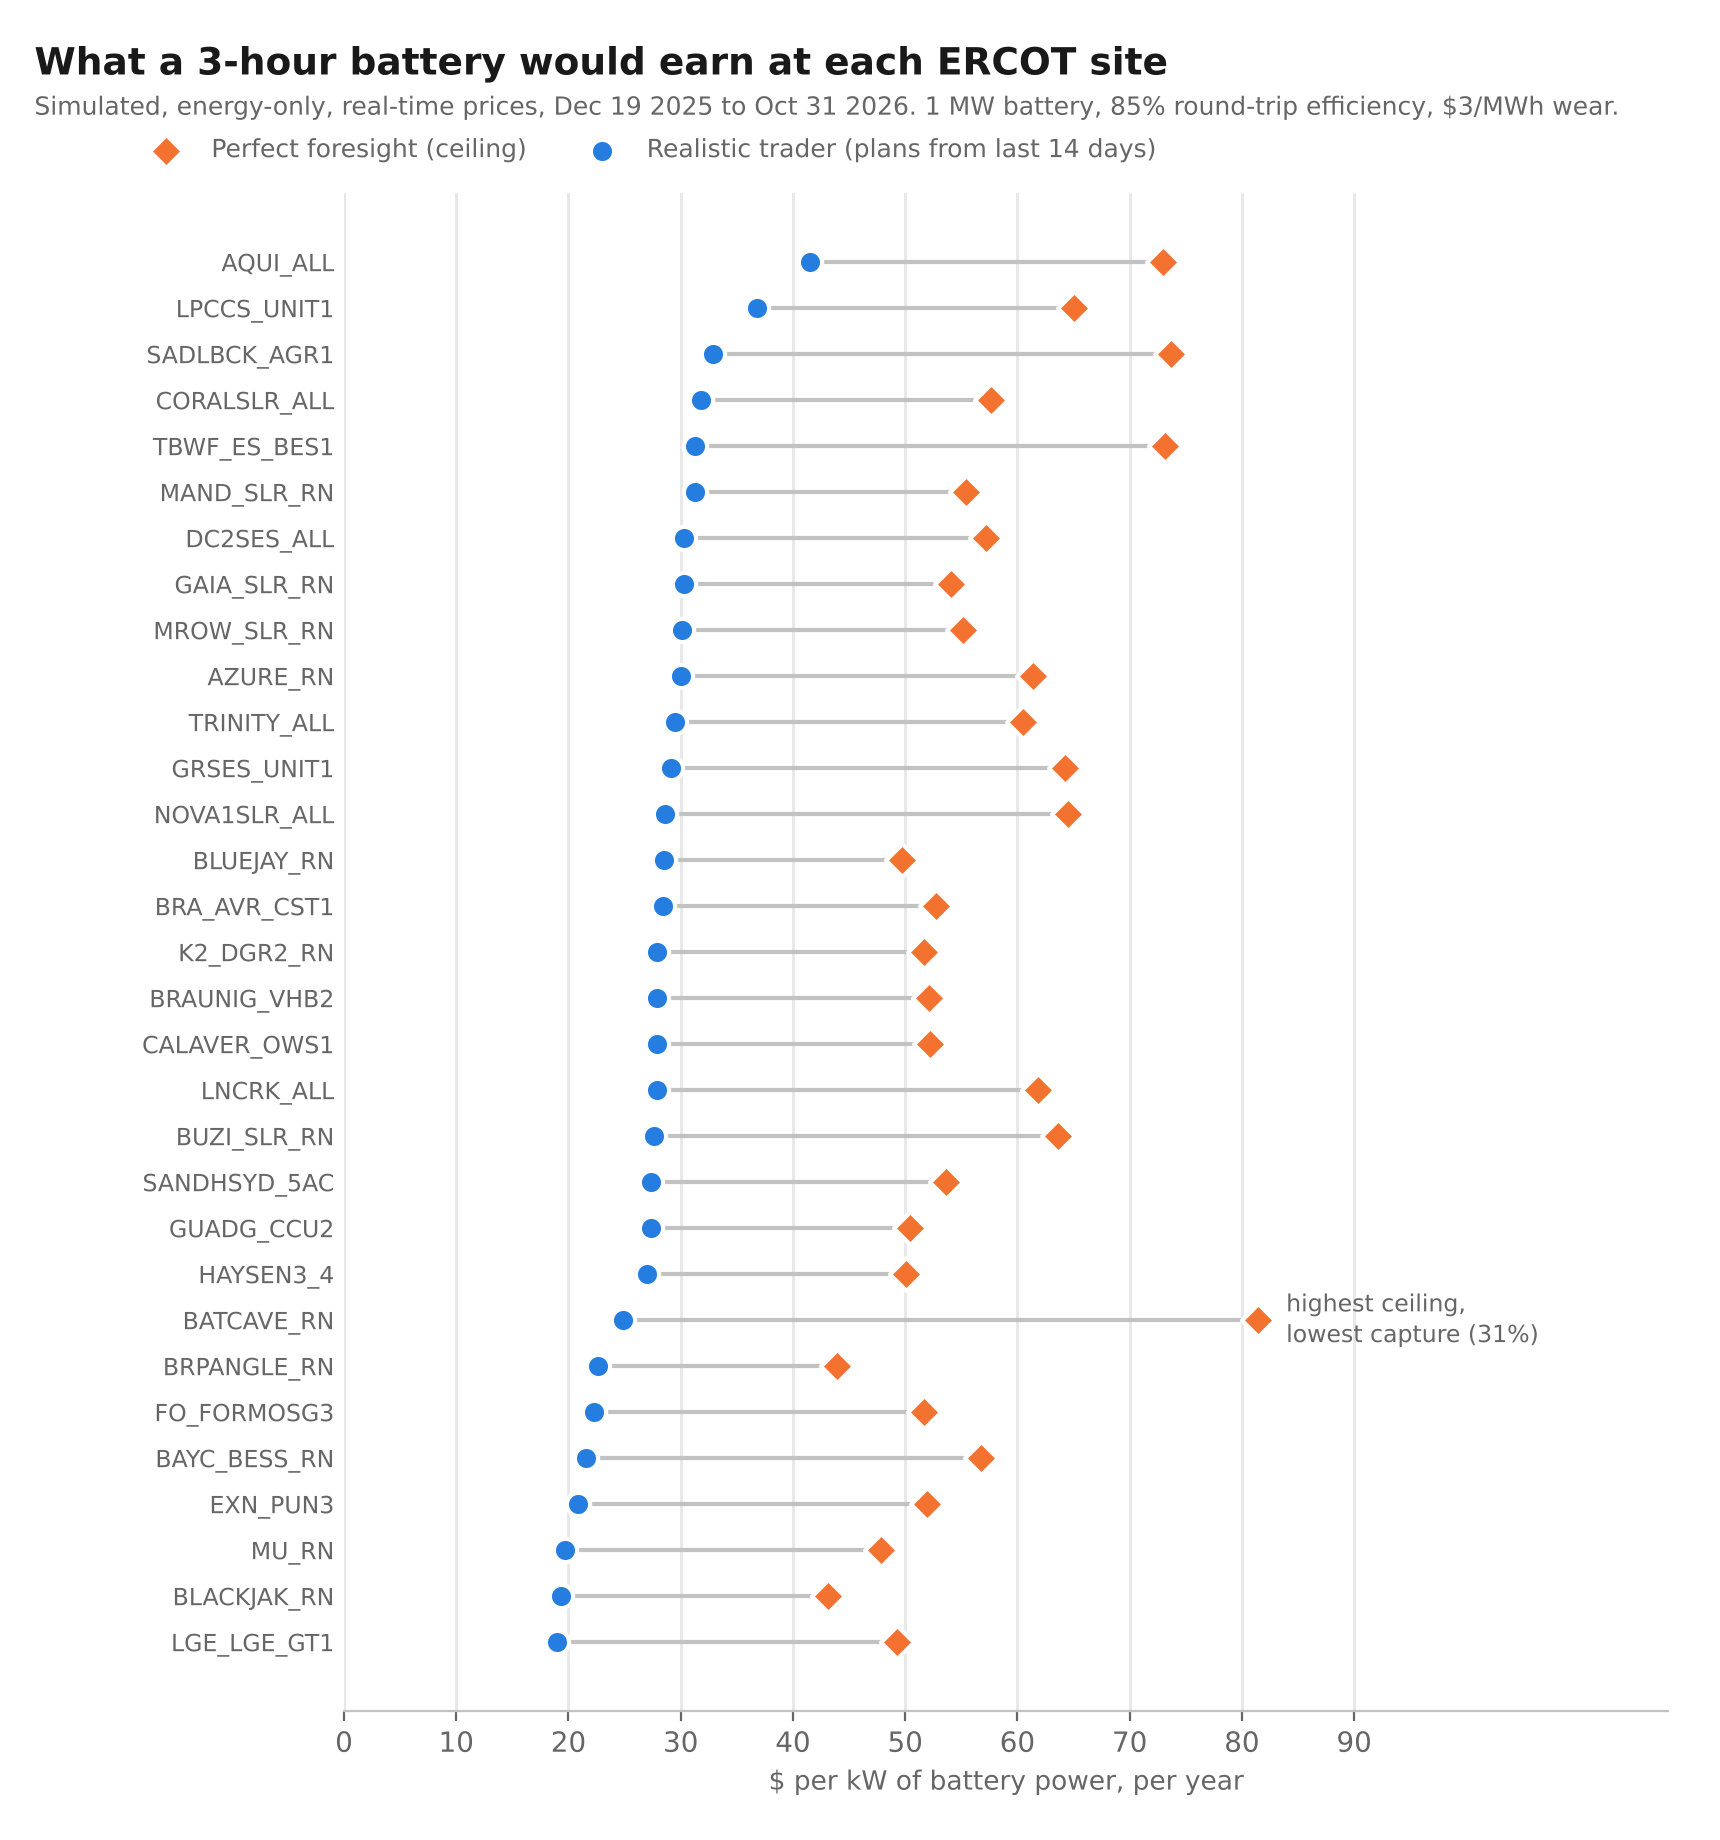 What a 3-hour battery would earn at each ERCOT site
Simulated, energy-only, real-time prices, Dec 19 2025 to Oct 31 2026. 1 MW battery, 85% round-trip efficiency, $3/MWh wear.
Perfect foresight (ceiling) Realistic trader (plans from last 14 days)
AQUI_ALL
LPCCS_UNIT1
SADLBCK_AGR1
CORALSLR_ALL
TBWF_ES_BES1
MAND_SLR_RN
DC2SES_ALL
GAIA_SLR_RN
MROW_SLR_RN
AZURE_RN
TRINITY_ALL
GRSES_UNIT1
NOVA1SLR_ALL
BLUEJAY_RN
BRA_AVR_CST1
K2_DGR2_RN
BRAUNIG_VHB2
CALAVER_OWS1
LNCRK_ALL
BUZI_SLR_RN
SANDHSYD_5AC
GUADG_CCU2
HAYSEN3_4
BATCAVE_RN
highest ceiling,
lowest capture (31%)
BRPANGLE_RN
FO_FORMOSG3
BAYC_BESS_RN
EXN_PUN3
MU_RN
BLACKJAK_RN
LGE_LGE_GT1
0 10 20 30 40 50 60 70 80 90
$ per kW of battery power, per year